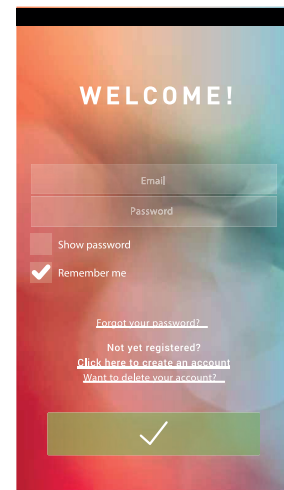 WELCOME!
Email
Password
Show password
Remember me
Forgot your password?
Not yet registered?
Click here to create an account
Want to delete your account?